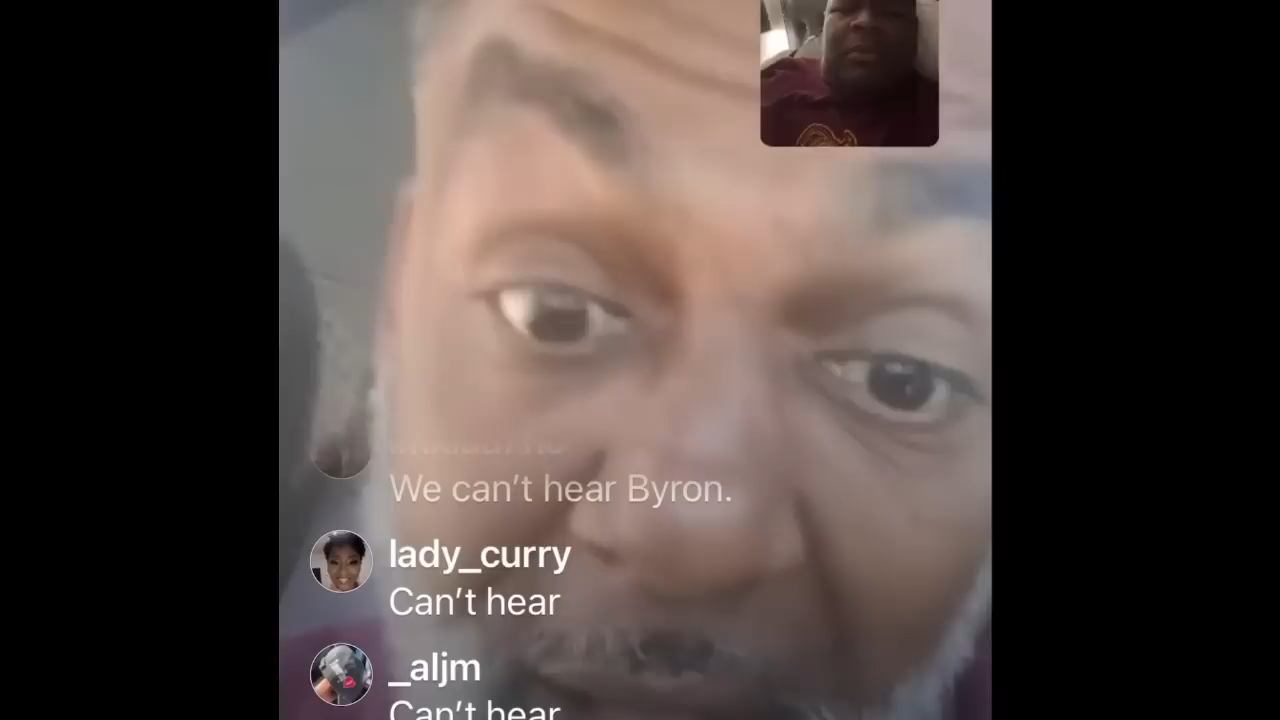 We can’t hear Byron.
lady_curry
Can’t hear
_aljm
Can’t hear